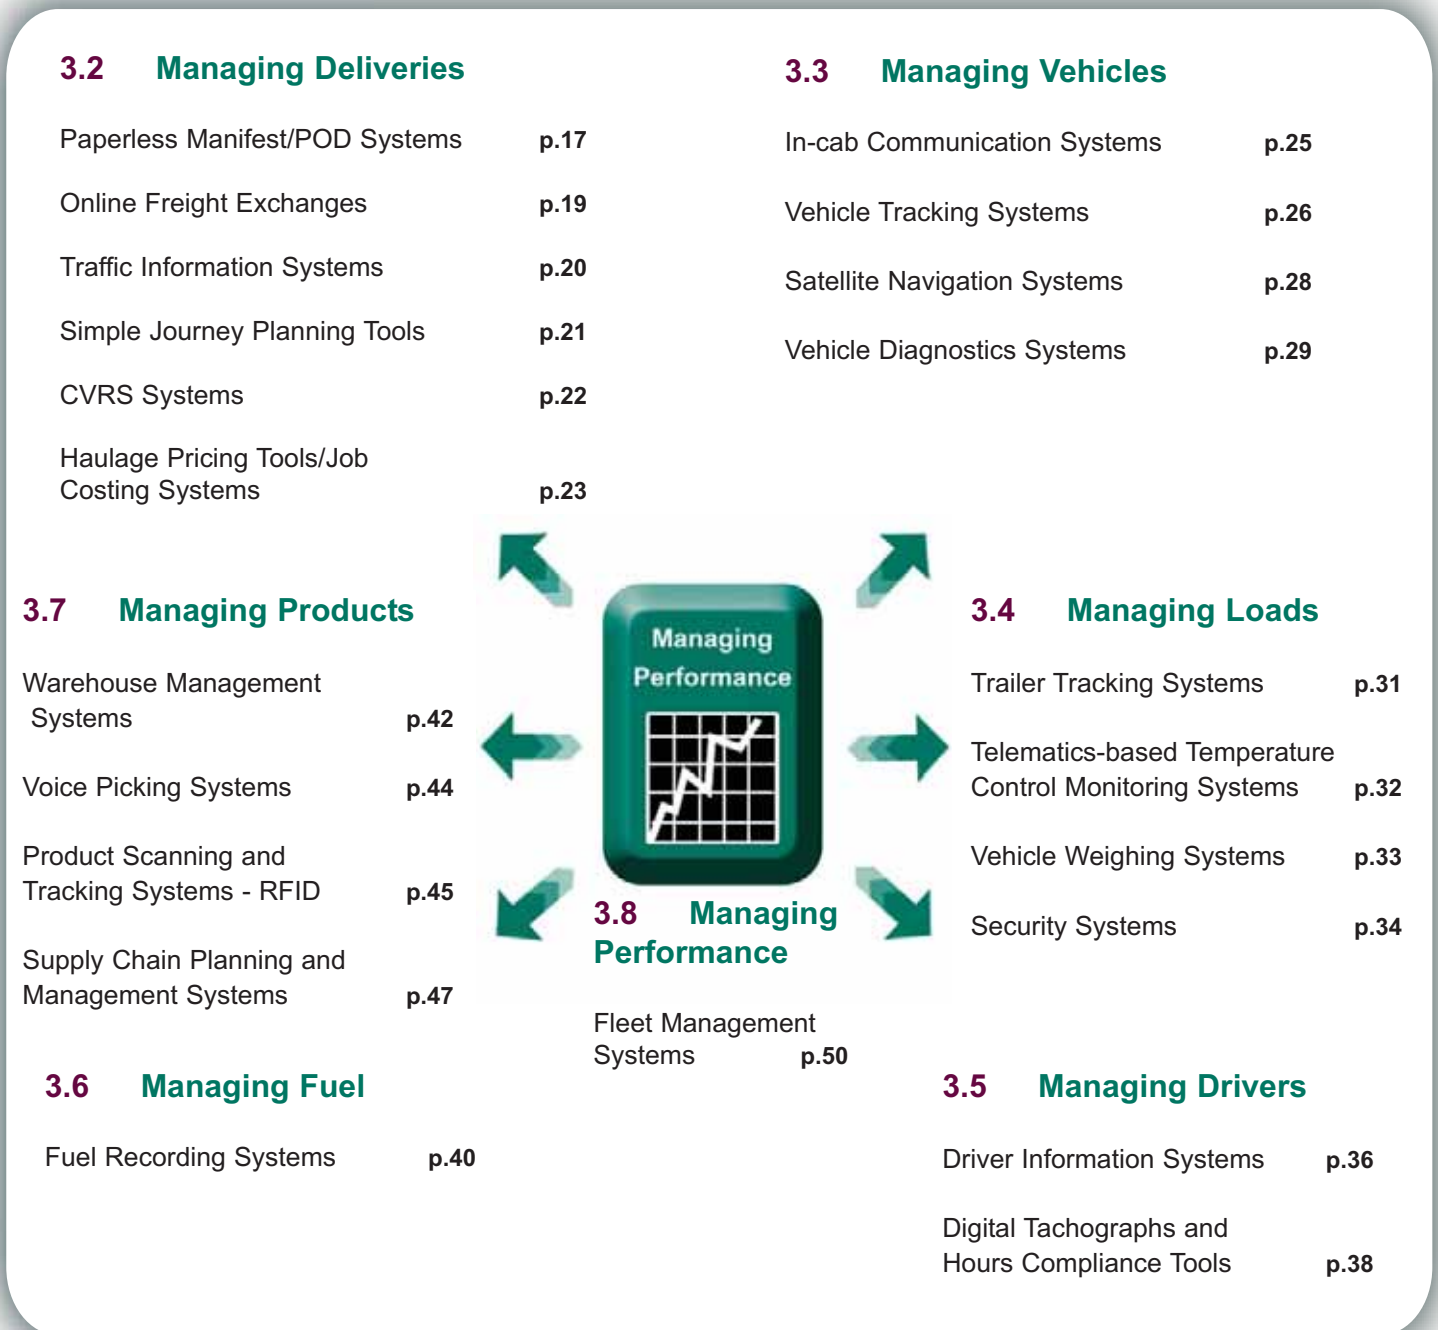 3.2 Managing Deliveries
Paperless Manifest/POD Systems p.17
Online Freight Exchanges p.19
Traffic Information Systems p.20
Simple Journey Planning Tools p.21
CVRS Systems p.22
Haulage Pricing Tools/Job
Costing Systems p.23
3.3 Managing Vehicles
In-cab Communication Systems p.25
Vehicle Tracking Systems p.26
Satellite Navigation Systems p.28
Vehicle Diagnostics Systems p.29
3.7 Managing Products
Warehouse Management
Systems p.42
Voice Picking Systems p.44
Product Scanning and
Tracking Systems - RFID p.45
Supply Chain Planning and
Management Systems p.47
Managing
Performance
3.8 Managing
Performance
Fleet Management
Systems p.50
3.4 Managing Loads
Trailer Tracking Systems p.31
Telematics-based Temperature
Control Monitoring Systems p.32
Vehicle Weighing Systems p.33
Security Systems p.34
3.6 Managing Fuel
Fuel Recording Systems p.40
3.5 Managing Drivers
Driver Information Systems p.36
Digital Tachographs and
Hours Compliance Tools p.38